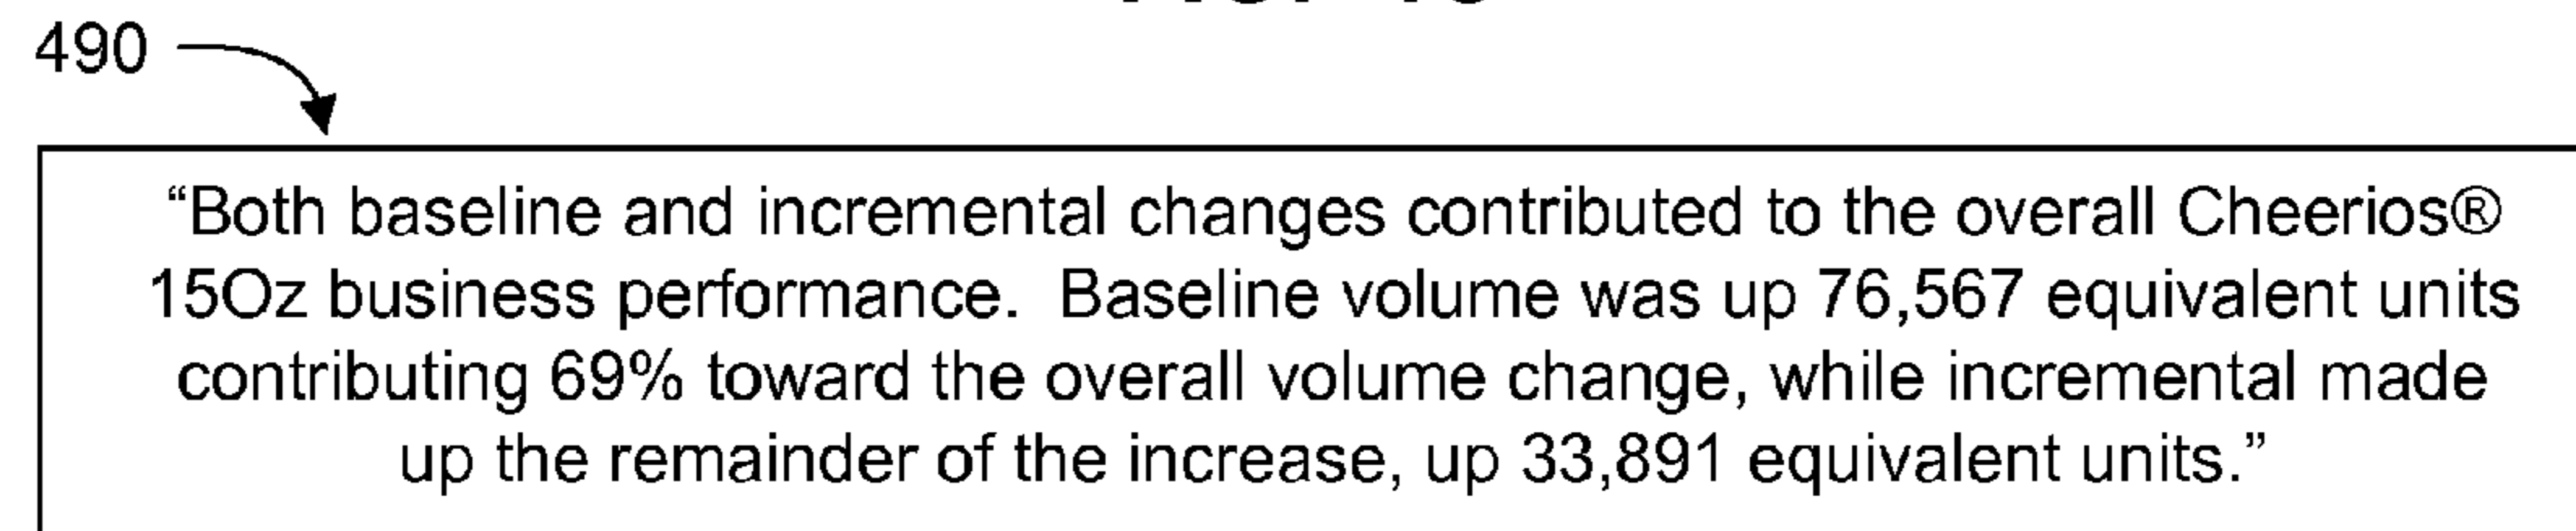 490
“Both baseline and incremental changes contributed to the overall Cheerios®
15Oz business performance.  Baseline volume was up 76,567 equivalent units
contributing 69% toward the overall volume change, while incremental made
up the remainder of the increase, up 33,891 equivalent units.”